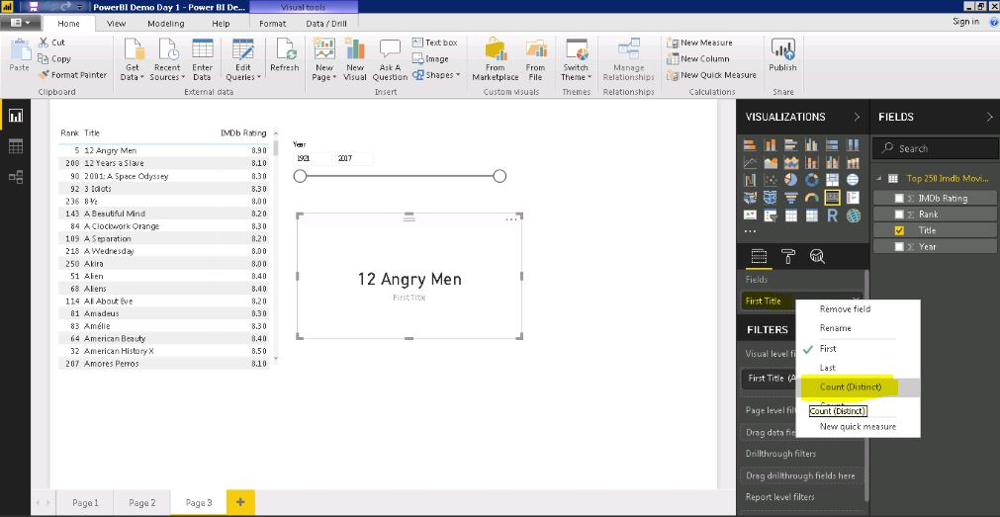 PowerBI Demo Day 1 - Power BI De...
Visual tools
Home
View
Modeling
Help
Format
Data / Drill
Sign in
Paste
Cut
Copy
Format Painter
Clipboard
Get Data
Recent Sources
Enter Data
Edit Queries
External data
Refresh
New Page
New Visual
Ask A Question
Text box
Image
Shapes
Insert
From Marketplace
From File
Custom visuals
Switch Theme
Themes
Manage Relationships
Relationships
New Measure
New Column
New Quick Measure
Calculations
Publish
Share
Rank Title IMDb Rating
5 12 Angry Men 8.90
200 12 Years a Slave 8.10
90 2001: A Space Odyssey 8.30
92 3 Idiots 8.30
236 8½ 8.00
143 A Beautiful Mind 8.20
84 A Clockwork Orange 8.30
109 A Separation 8.20
218 A Wednesday 8.00
250 Akira 8.00
51 Alien 8.40
68 Aliens 8.40
114 All About Eve 8.20
81 Amadeus 8.30
83 Amélie 8.30
64 American Beauty 8.40
32 American History X 8.50
207 Amores Perros 8.10
Year
1921 2017
12 Angry Men
First Title
VISUALIZATIONS
R
Fields
First Title
FILTERS
Visual level fi
First Title (A
Page level filt
Drag data fie
Drillthrough filters
Drag drillthrough fields here
Report level filters
Remove field
Rename
First
Last
Count (Distinct)
Count
Count (Distinct)
New quick measure
FIELDS
Search
Top 250 Imdb Movi...
Σ IMDb Rating
Σ Rank
Title
Σ Year
Page 1
Page 2
Page 3
+